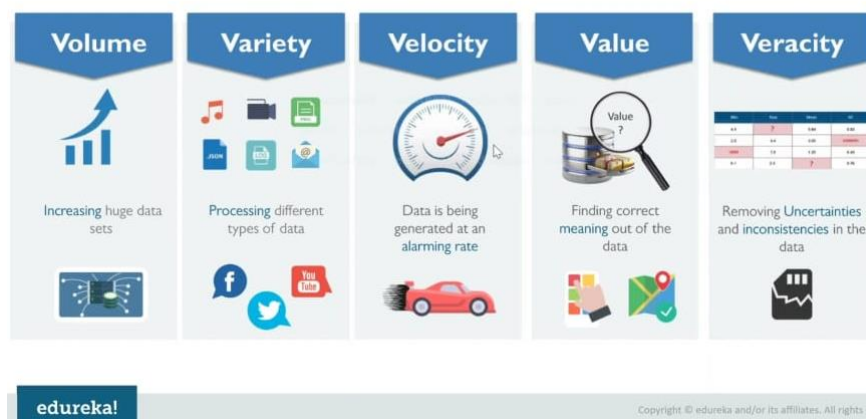 Volume
Variety
Velocity
Value
Veracity
JSON
LOG
@
Value
?
?
?
Increasing huge data
sets
Processing different
types of data
Data is being
generated at an
alarming rate
Finding correct
meaning out of the
data
Removing Uncertainties
and inconsistencies in the
data
f
You
Tube
edureka!
Copyright © edureka and/or its affiliates. All rights